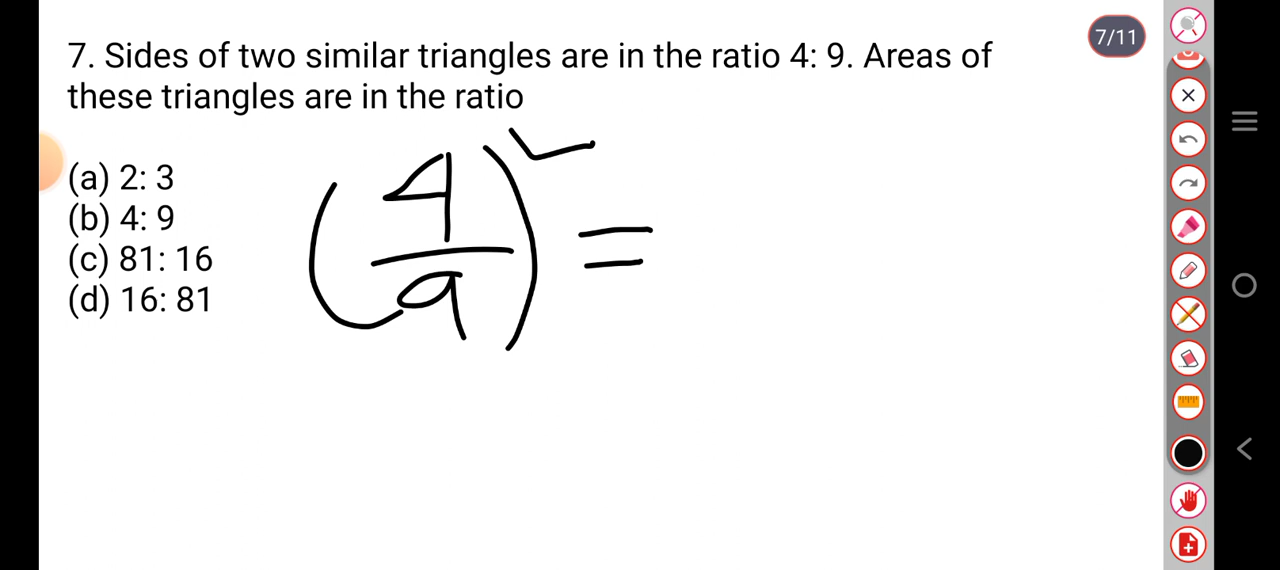 7/11
7. Sides of two similar triangles are in the ratio 4: 9. Areas of
these triangles are in the ratio
(a) 2: 3
(b) 4: 9
(c) 81: 16
(d) 16: 81
(4/9)² =